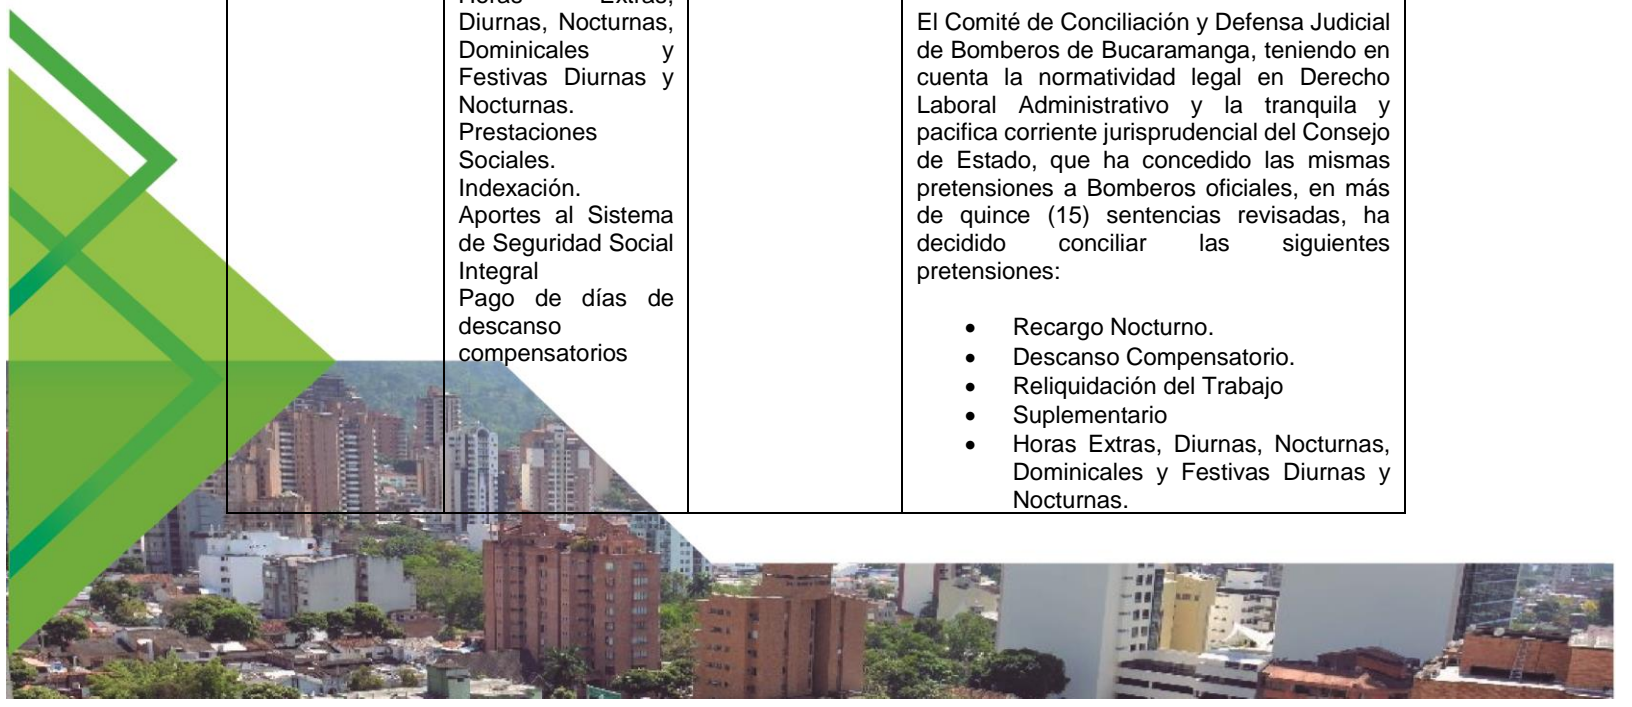 Horas Extras,
Diurnas, Nocturnas,
Dominicales y
Festivas Diurnas y
Nocturnas.
Prestaciones
Sociales.
Indexación.
Aportes al Sistema
de Seguridad Social
Integral
Pago de días de
descanso
compensatorios
El Comité de Conciliación y Defensa Judicial
de Bomberos de Bucaramanga, teniendo en
cuenta la normatividad legal en Derecho
Laboral Administrativo y la tranquila y
pacifica corriente jurisprudencial del Consejo
de Estado, que ha concedido las mismas
pretensiones a Bomberos oficiales, en más
de quince (15) sentencias revisadas, ha
decidido conciliar las siguientes
pretensiones:
• Recargo Nocturno.
• Descanso Compensatorio.
• Reliquidación del Trabajo
• Suplementario
• Horas Extras, Diurnas, Nocturnas,
Dominicales y Festivas Diurnas y
Nocturnas.